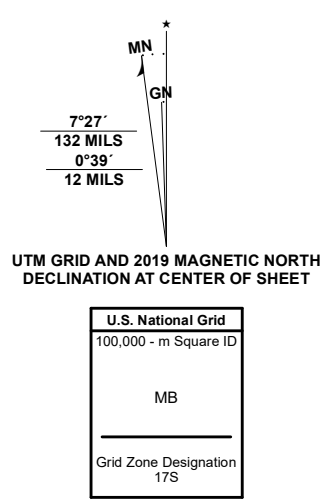 ★
MN
GN
7°27´
132 MILS
0°39´
12 MILS
UTM GRID AND 2019 MAGNETIC NORTH
DECLINATION AT CENTER OF SHEET
U.S. National Grid
100,000 - m Square ID
MB
Grid Zone Designation
17S